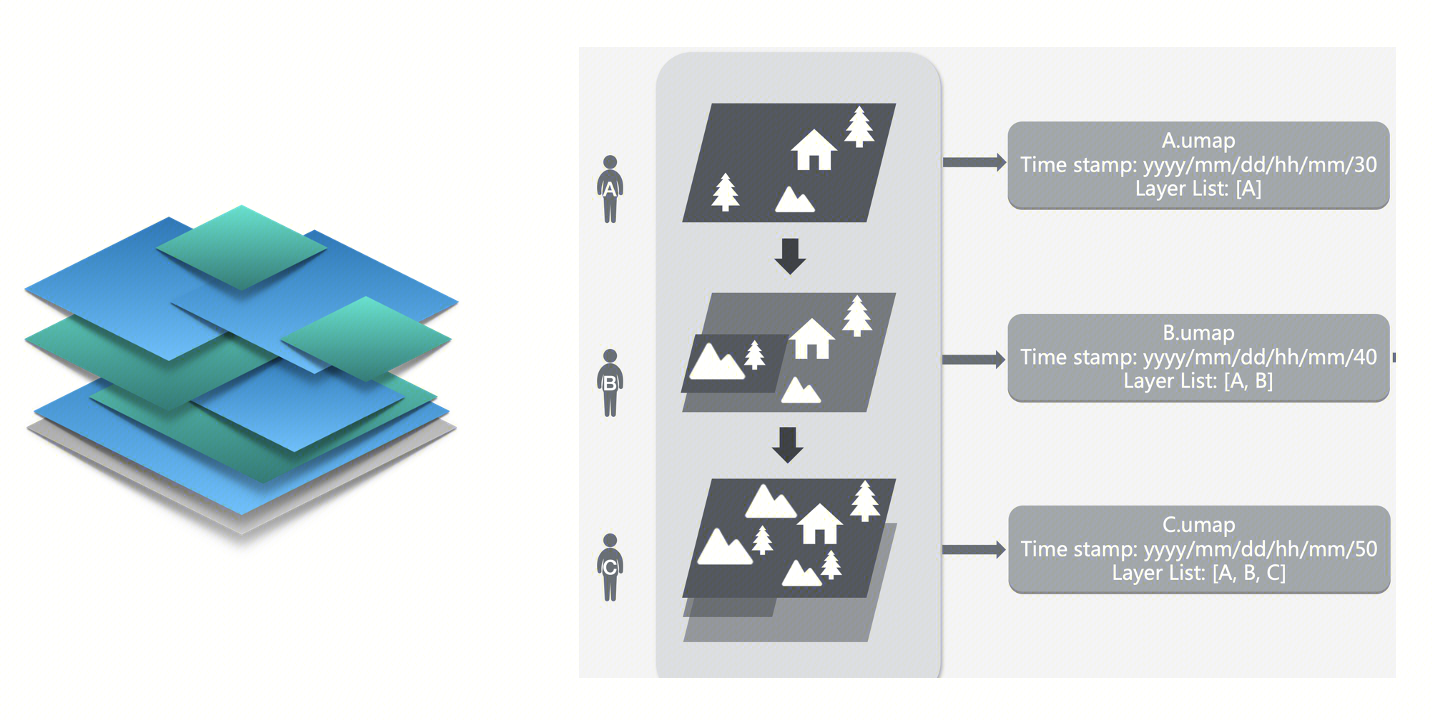 A
A.umap
Time stamp: yyyy/mm/dd/hh/mm/30
Layer List: [A]
B
B.umap
Time stamp: yyyy/mm/dd/hh/mm/40
Layer List: [A, B]
C
C.umap
Time stamp: yyyy/mm/dd/hh/mm/50
Layer List: [A, B, C]